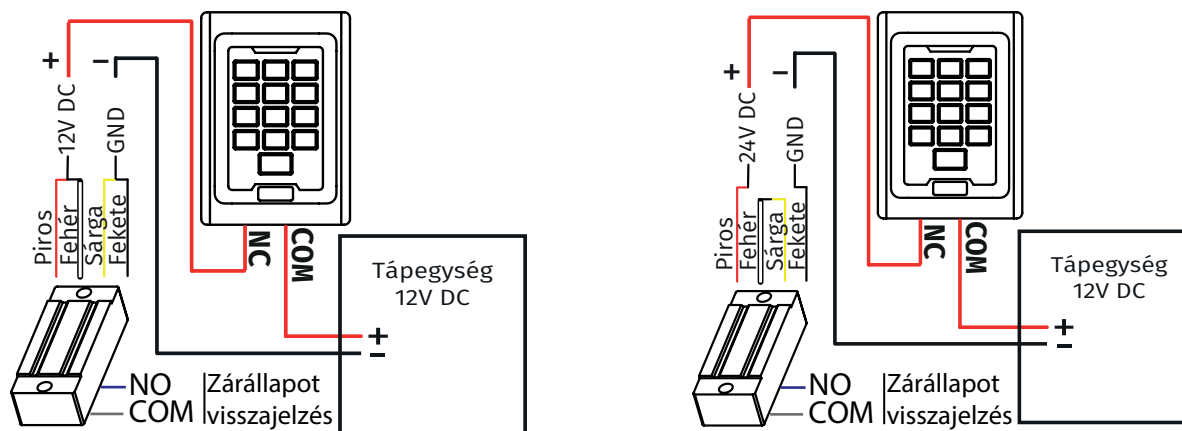 +
–
12V DC
GND
Piros
Fehér
Sárga
Fekete
NC
COM
Tápegység
12V DC
+
–
NO
COM
Zárállapot
visszajelzés
+
–
24V DC
GND
Piros
Fehér
Sárga
Fekete
NC
COM
Tápegység
12V DC
+
–
NO
COM
Zárállapot
visszajelzés